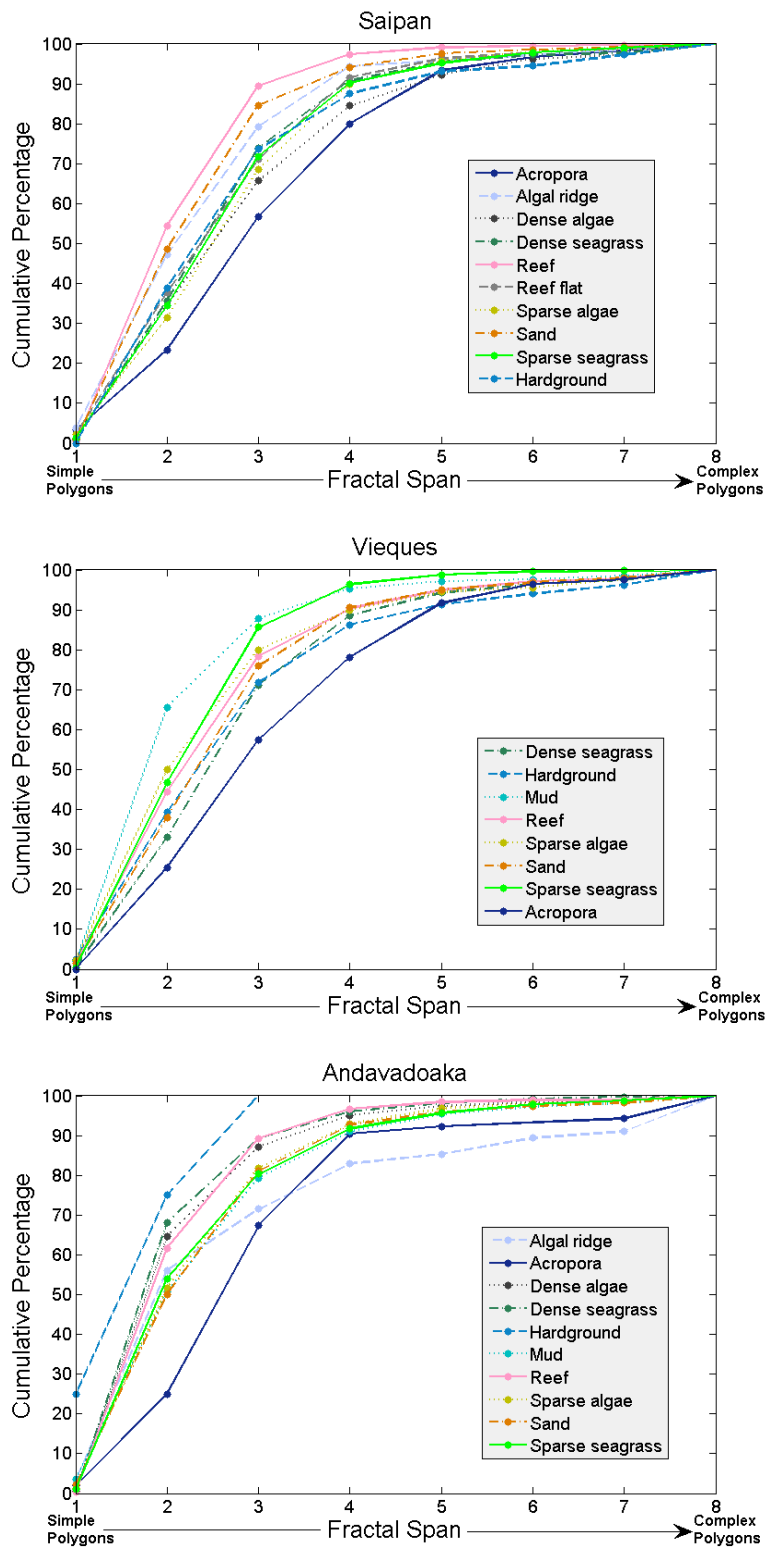 Saipan
Cumulative Percentage
100
90
80
70
60
50
40
30
20
10
0
Acropora
Algal ridge
Dense algae
Dense seagrass
Reef
Reef flat
Sparse algae
Sand
Sparse seagrass
Hardground
1 2 3 4 5 6 7 8
Simple
Polygons
Fractal Span
Complex
Polygons
Vieques
Cumulative Percentage
100
90
80
70
60
50
40
30
20
10
0
Dense seagrass
Hardground
Mud
Reef
Sparse algae
Sand
Sparse seagrass
Acropora
1 2 3 4 5 6 7 8
Simple
Polygons
Fractal Span
Complex
Polygons
Andavadoaka
Cumulative Percentage
100
90
80
70
60
50
40
30
20
10
0
Algal ridge
Acropora
Dense algae
Dense seagrass
Hardground
Mud
Reef
Sparse algae
Sand
Sparse seagrass
1 2 3 4 5 6 7 8
Simple
Polygons
Fractal Span
Complex
Polygons